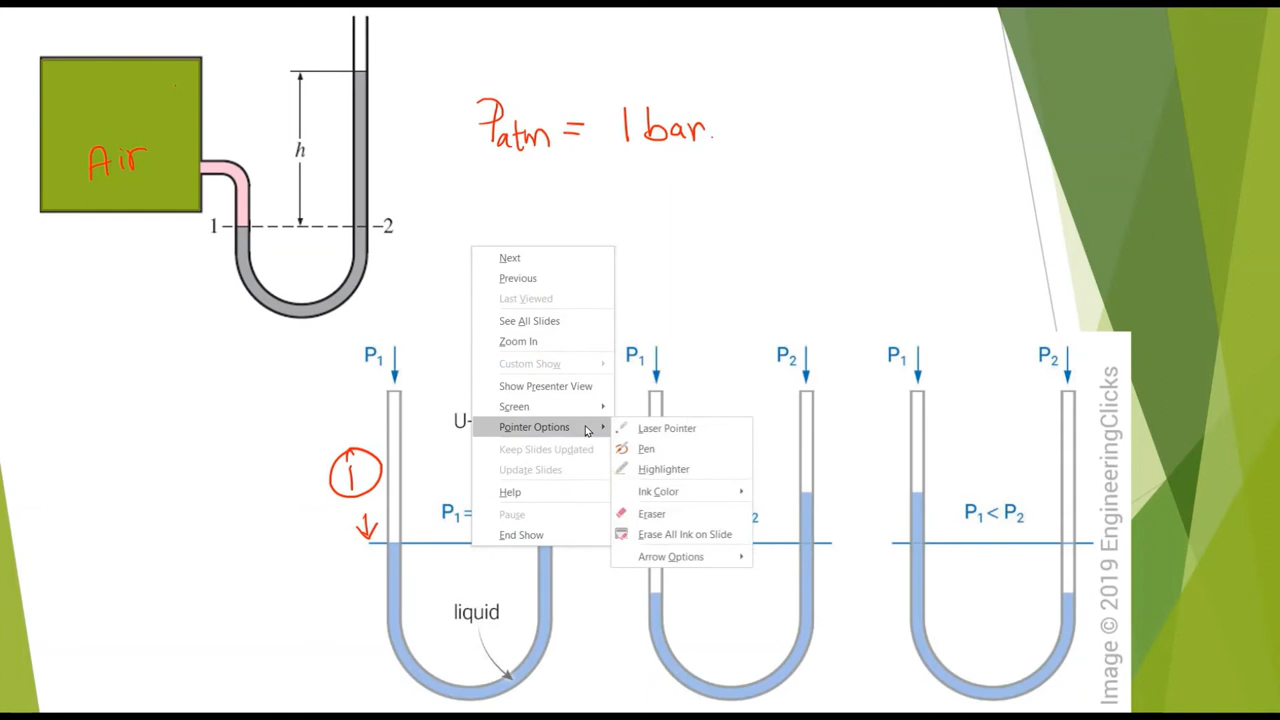 Air
h
1
-2
Patm = 1 bar.
Next
Previous
Last Viewed
See All Slides
Zoom In
Custom Show
Show Presenter View
Screen
Pointer Options
Keep Slides Updated
Update Slides
Help
Pause
End Show
Laser Pointer
Pen
Highlighter
Ink Color
Eraser
Erase All Ink on Slide
Arrow Options
P1
U-
P1 P2
P1 P2
1
P1 =
2
P1 < P2
liquid
Image © 2019 EngineeringClicks